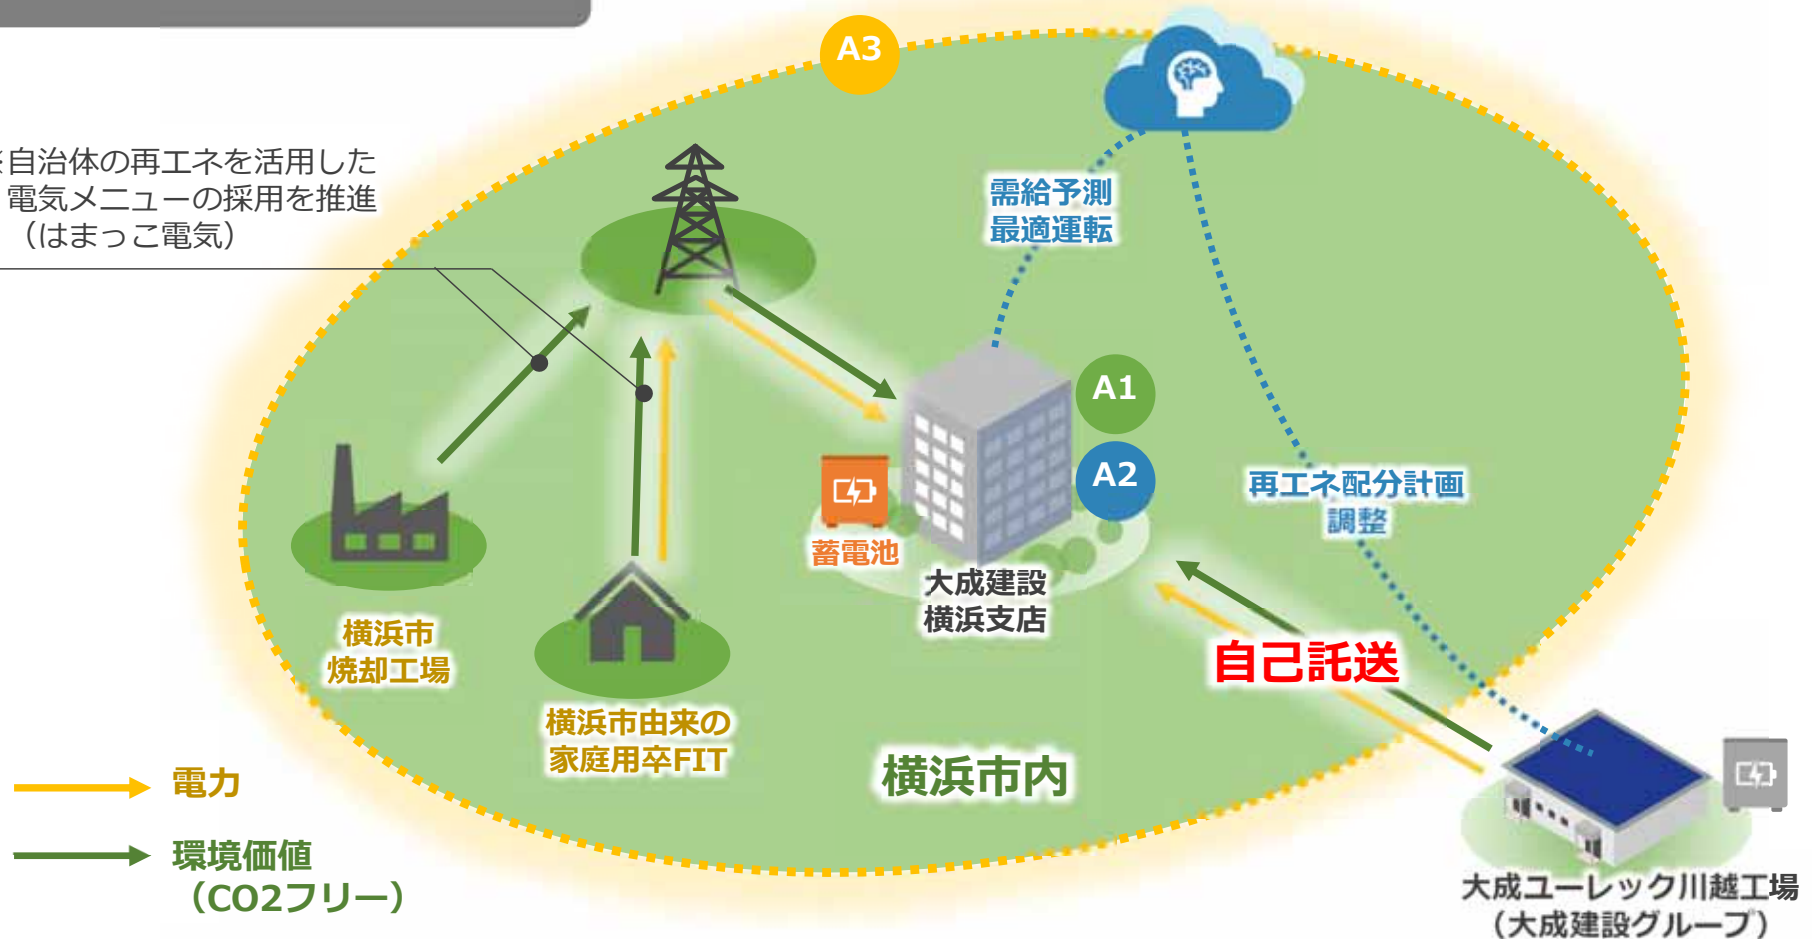 A3
※自治体の再エネを活用した
電気メニューの採用を推進
（はまっこ電気）
需給予測
最適運転
A1
A2
再エネ配分計画
調整
蓄電池
大成建設
横浜支店
横浜市
焼却工場
自己託送
横浜市由来の
家庭用卒FIT
横浜市内
電力
環境価値
（CO2フリー）
大成ユーレック川越工場
（大成建設グループ）